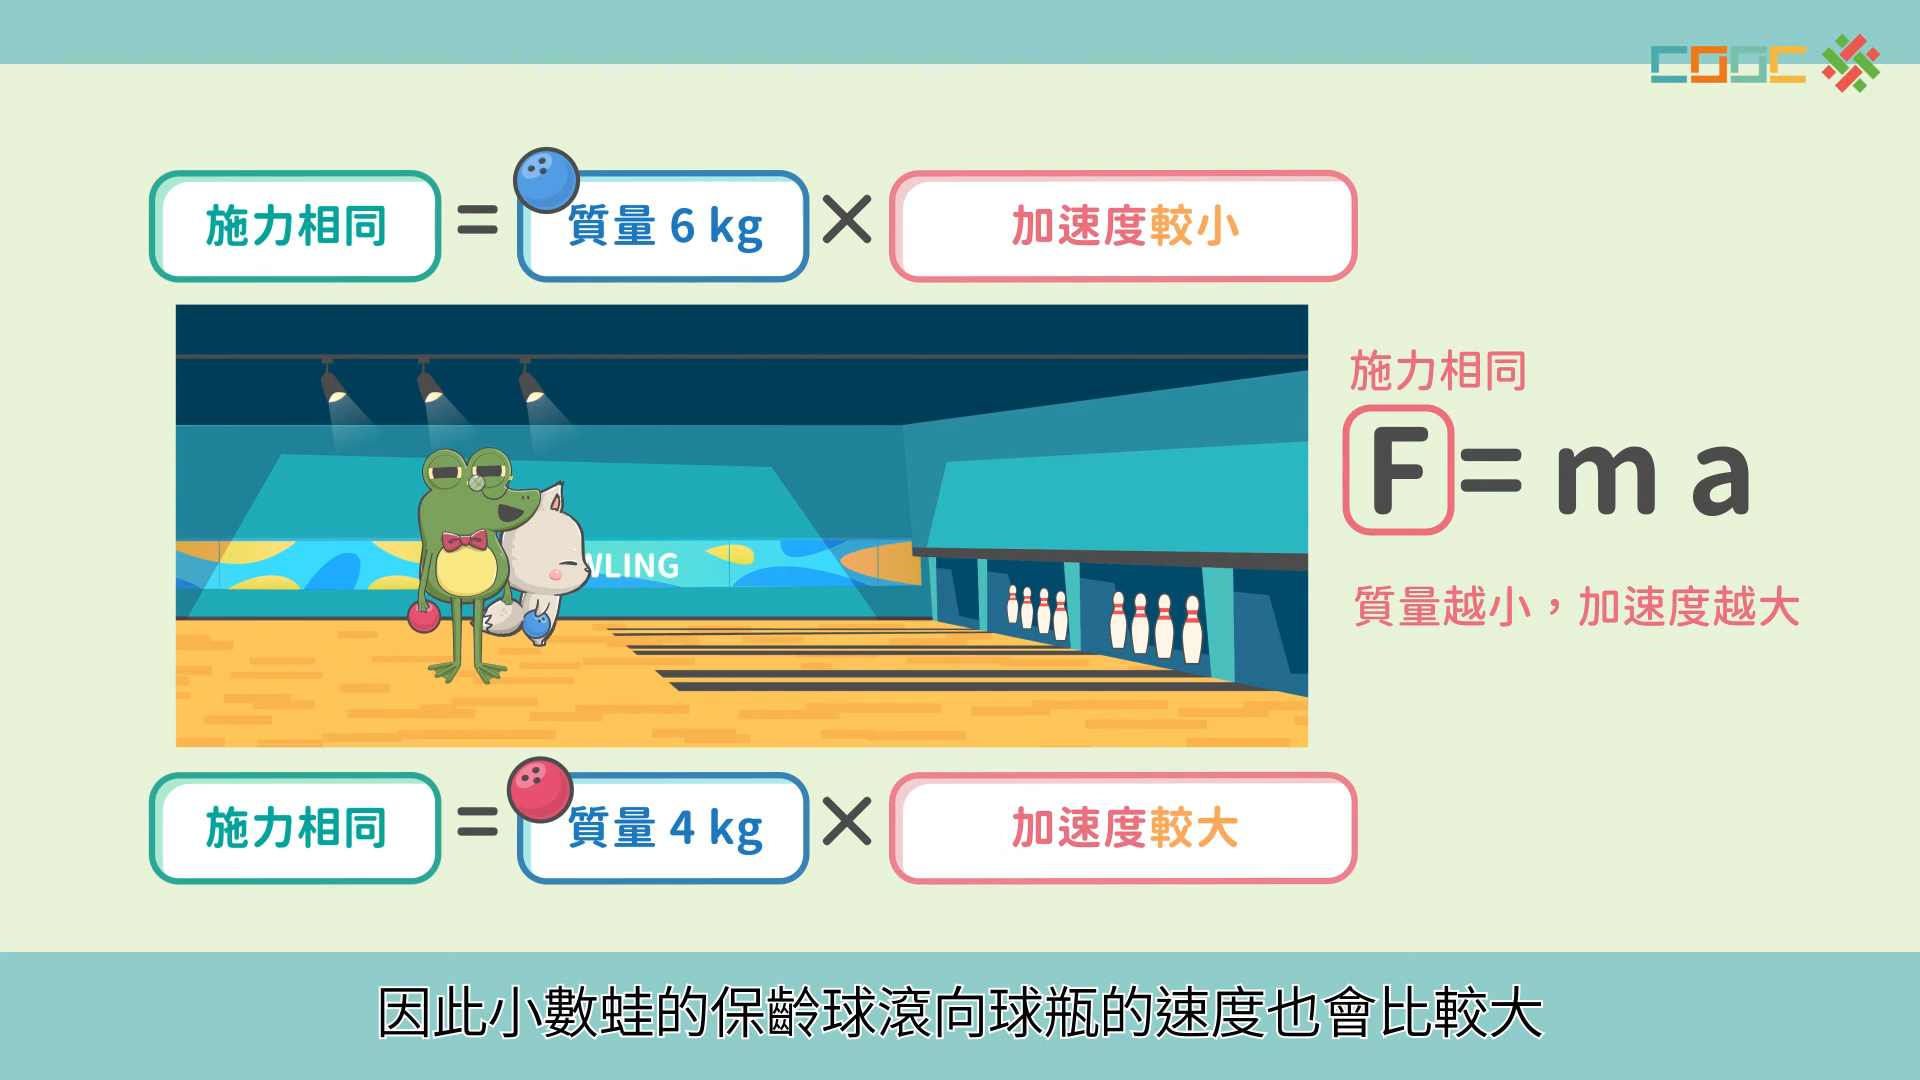 COOC
施力相同 = 質量 6 kg × 加速度較小
WLING
施力相同
F = m a
質量越小，加速度越大
施力相同 = 質量 4 kg × 加速度較大
因此小數蛙的保齡球滾向球瓶的速度也會比較大